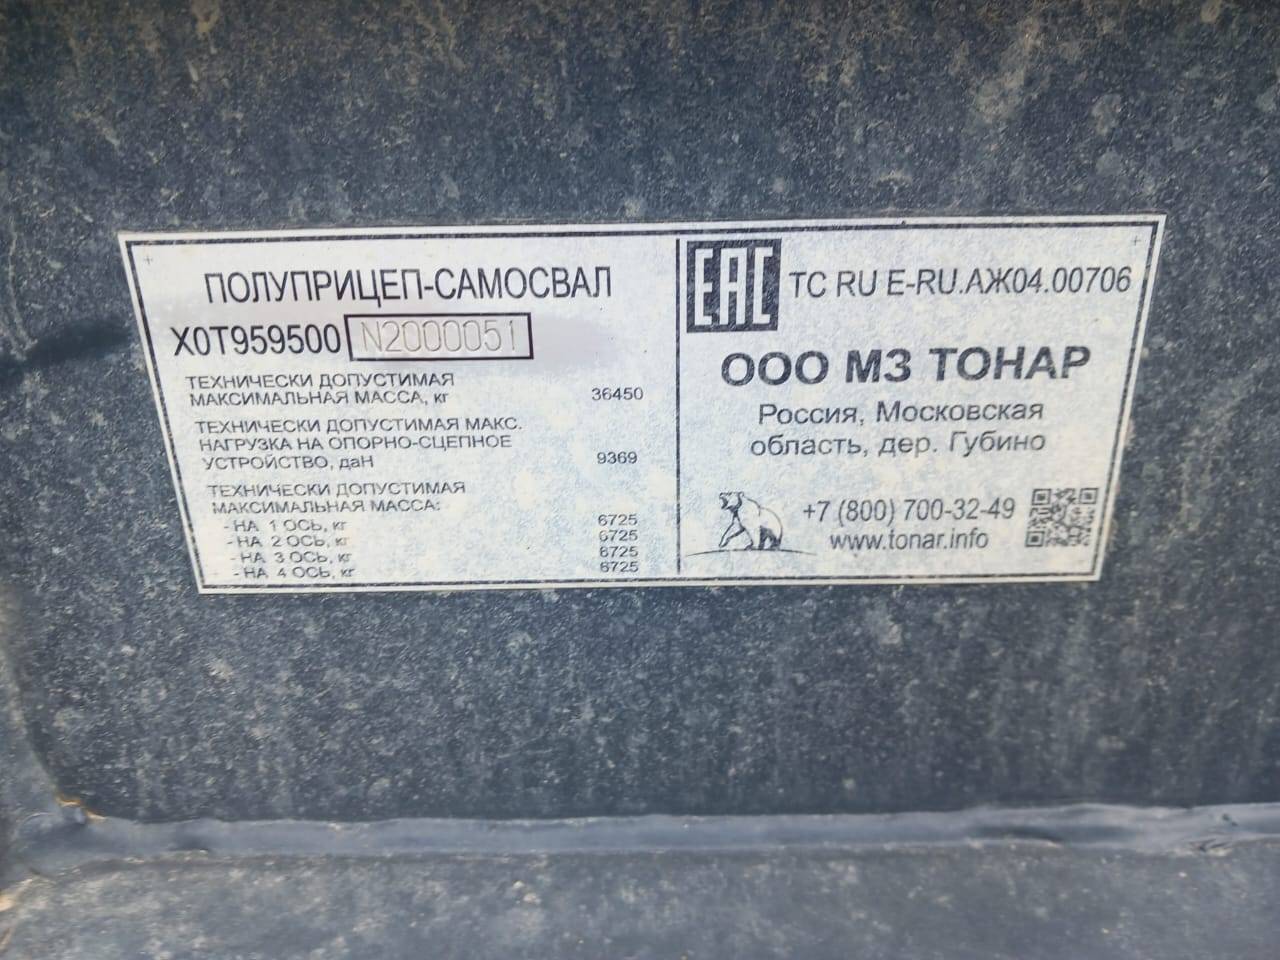 ПОЛУПРИЦЕП-САМОСВАЛ
X0T959500 N2000051
ТЕХНИЧЕСКИ ДОПУСТИМАЯ
МАКСИМАЛЬНАЯ МАССА, кг 36450
ТЕХНИЧЕСКИ ДОПУСТИМАЯ МАКС.
НАГРУЗКА НА ОПОРНО-СЦЕПНОЕ
УСТРОЙСТВО, даН 9369
ТЕХНИЧЕСКИ ДОПУСТИМАЯ
МАКСИМАЛЬНАЯ МАССА:
- НА 1 ОСЬ, кг 6725
- НА 2 ОСЬ, кг 6725
- НА 3 ОСЬ, кг 6725
- НА 4 ОСЬ, кг 6725
EAC ТС RU E-RU.АЖ04.00706
ООО МЗ ТОНАР
Россия, Московская
область, дер. Губино
+7 (800) 700-32-49
www.tonar.info